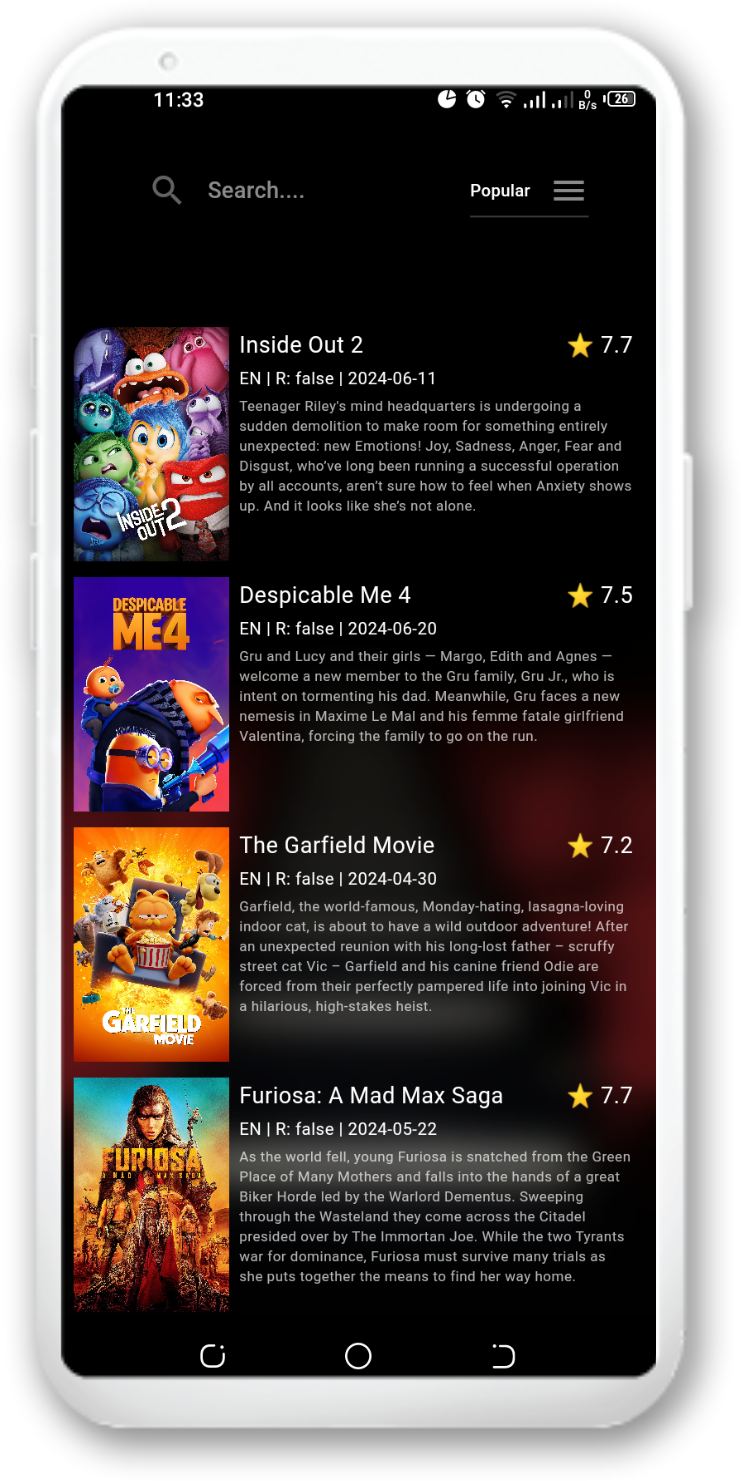 11:33
0
B/s
26
Search....
Popular
Inside Out 2
7.7
EN | R: false | 2024-06-11
Teenager Riley's mind headquarters is undergoing a
sudden demolition to make room for something entirely
unexpected: new Emotions! Joy, Sadness, Anger, Fear and
Disgust, who’ve long been running a successful operation
by all accounts, aren’t sure how to feel when Anxiety shows
up. And it looks like she’s not alone.
INSIDE
OUT 2
DESPICABLE
ME4
Despicable Me 4
7.5
EN | R: false | 2024-06-20
Gru and Lucy and their girls — Margo, Edith and Agnes —
welcome a new member to the Gru family, Gru Jr., who is
intent on tormenting his dad. Meanwhile, Gru faces a new
nemesis in Maxime Le Mal and his femme fatale girlfriend
Valentina, forcing the family to go on the run.
The Garfield Movie
7.2
EN | R: false | 2024-04-30
Garfield, the world-famous, Monday-hating, lasagna-loving
indoor cat, is about to have a wild outdoor adventure! After
an unexpected reunion with his long-lost father – scruffy
street cat Vic – Garfield and his canine friend Odie are
forced from their perfectly pampered life into joining Vic in
a hilarious, high-stakes heist.
THE
GARFIELD
MOVIE
Furiosa: A Mad Max Saga
7.7
EN | R: false | 2024-05-22
As the world fell, young Furiosa is snatched from the Green
Place of Many Mothers and falls into the hands of a great
Biker Horde led by the Warlord Dementus. Sweeping
through the Wasteland they come across the Citadel
presided over by The Immortan Joe. While the two Tyrants
war for dominance, Furiosa must survive many trials as
she puts together the means to find her way home.
FURIOSA
A MAD MAX SAGA